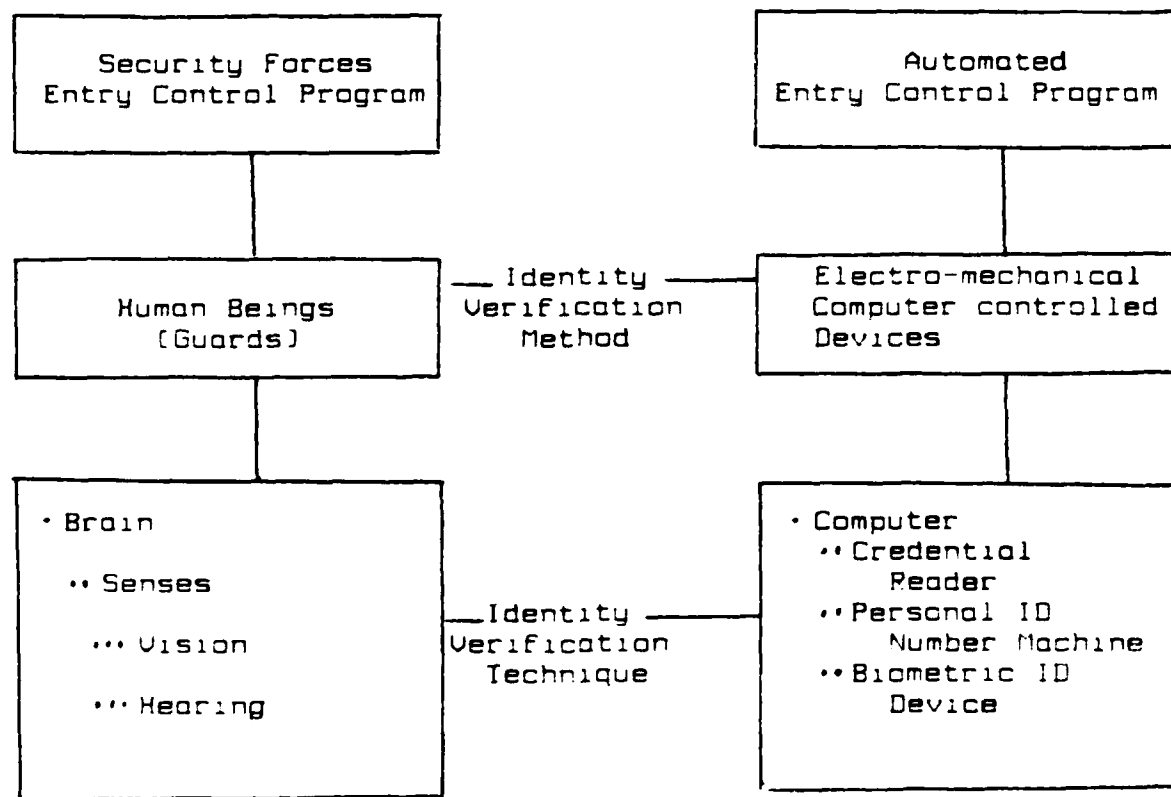 Security Forces
Entry Control Program
Automated
Entry Control Program
Human Beings
(Guards)
Identity
Verification
Method
Electro-mechanical
Computer controlled
Devices
· Brain
·· Senses
··· Vision
··· Hearing
Identity
Verification
Technique
· Computer
·· Credential
Reader
·· Personal ID
Number Machine
·· Biometric ID
Device